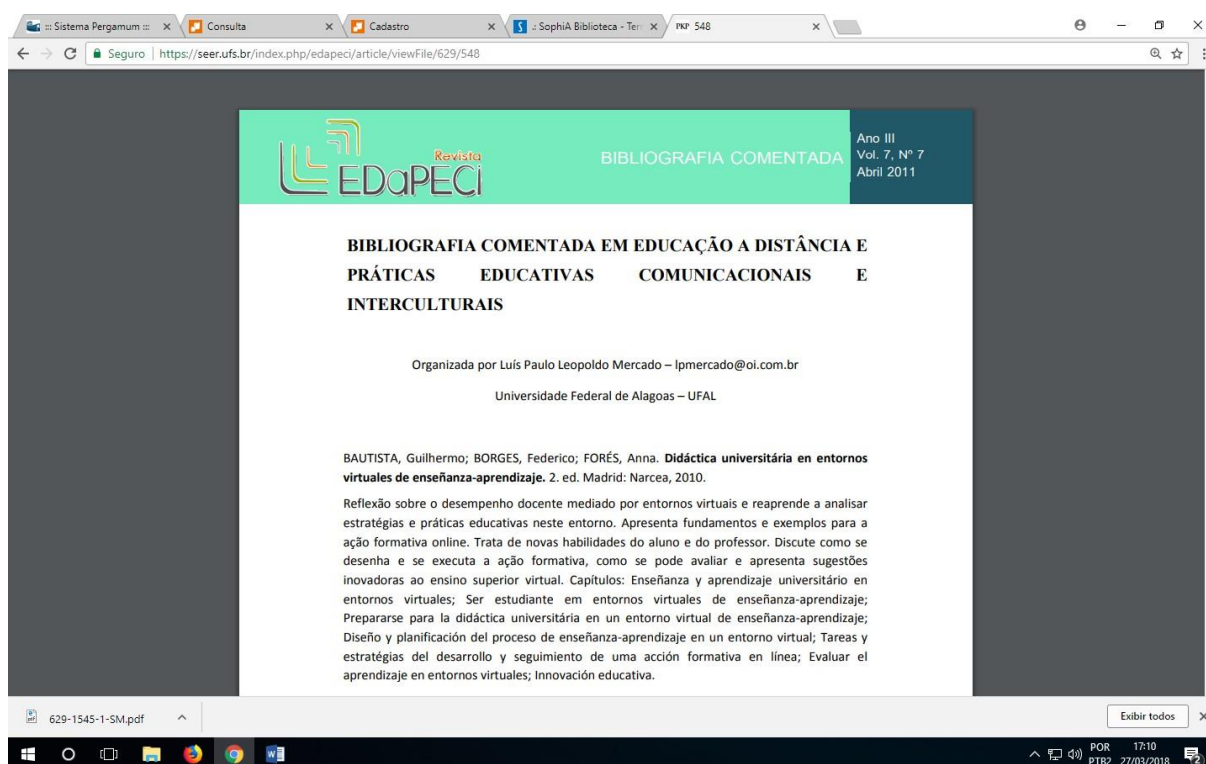 ::: Sistema Pergamum :::
Consulta
Cadastro
.: SophiA Biblioteca - Ter
PKP 548
Seguro | https://seer.ufs.br/index.php/edapeci/article/viewFile/629/548
Revista
EDaPECi
BIBLIOGRAFIA COMENTADA
Ano III
Vol. 7, Nº 7
Abril 2011
BIBLIOGRAFIA COMENTADA EM EDUCAÇÃO A DISTÂNCIA E
PRÁTICAS EDUCATIVAS COMUNICACIONAIS E
INTERCULTURAIS
Organizada por Luís Paulo Leopoldo Mercado – lpmercado@oi.com.br
Universidade Federal de Alagoas – UFAL
BAUTISTA, Guilhermo; BORGES, Federico; FORÉS, Anna. Didáctica universitária en entornos
virtuales de enseñanza-aprendizaje. 2. ed. Madrid: Narcea, 2010.
Reflexão sobre o desempenho docente mediado por entornos virtuais e reaprende a analisar
estratégias e práticas educativas neste entorno. Apresenta fundamentos e exemplos para a
ação formativa online. Trata de novas habilidades do aluno e do professor. Discute como se
desenha e se executa a ação formativa, como se pode avaliar e apresenta sugestões
inovadoras ao ensino superior virtual. Capítulos: Enseñanza y aprendizaje universitário en
entornos virtuales; Ser estudiante em entornos virtuales de enseñanza-aprendizaje;
Prepararse para la didáctica universitária en un entorno virtual de enseñanza-aprendizaje;
Diseño y planificación del proceso de enseñanza-aprendizaje en un entorno virtual; Tareas y
estratégias del desarrollo y seguimiento de uma acción formativa en línea; Evaluar el
aprendizaje en entornos virtuales; Innovación educativa.
629-1545-1-SM.pdf
Exibir todos
POR
17:10
PTB2
27/03/2018
2